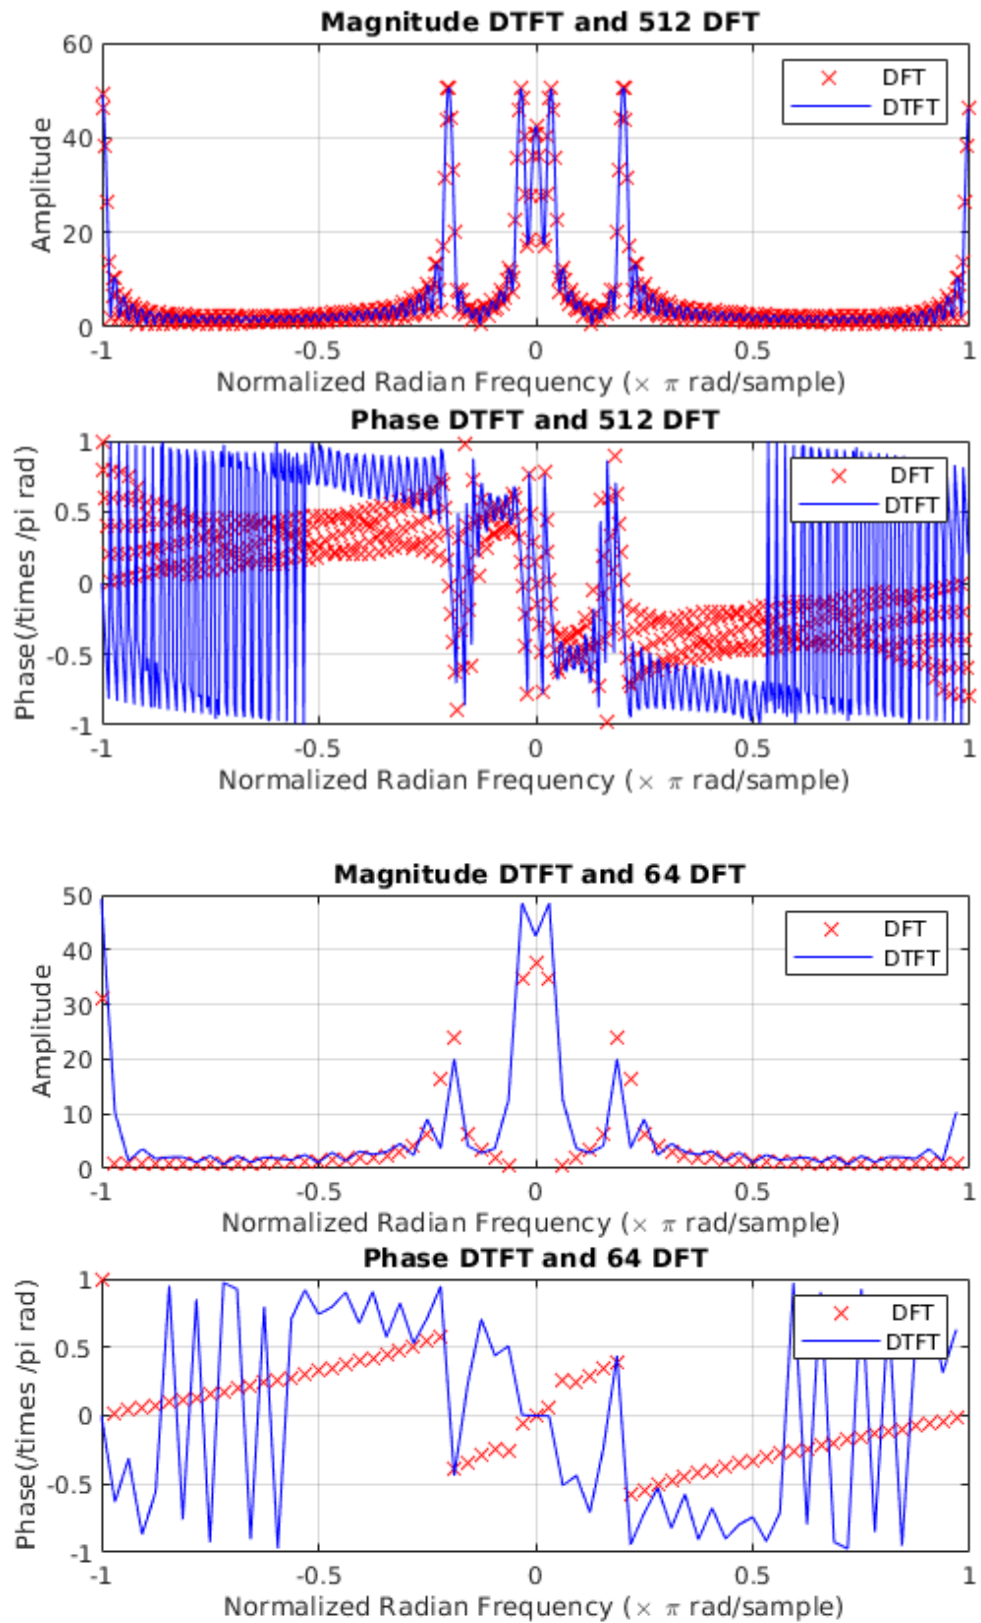 Magnitude DTFT and 512 DFT
60
40
20
0
Amplitude
DFT
DTFT
-1
-0.5
0
0.5
1
Normalized Radian Frequency (× π rad/sample)
Phase DTFT and 512 DFT
1
0.5
0
-0.5
-1
Phase(/times /pi rad)
DFT
DTFT
-1
-0.5
0
0.5
1
Normalized Radian Frequency (× π rad/sample)
Magnitude DTFT and 64 DFT
50
40
30
20
10
0
Amplitude
DFT
DTFT
-1
-0.5
0
0.5
1
Normalized Radian Frequency (× π rad/sample)
Phase DTFT and 64 DFT
1
0.5
0
-0.5
-1
Phase(/times /pi rad)
DFT
DTFT
-1
-0.5
0
0.5
1
Normalized Radian Frequency (× π rad/sample)